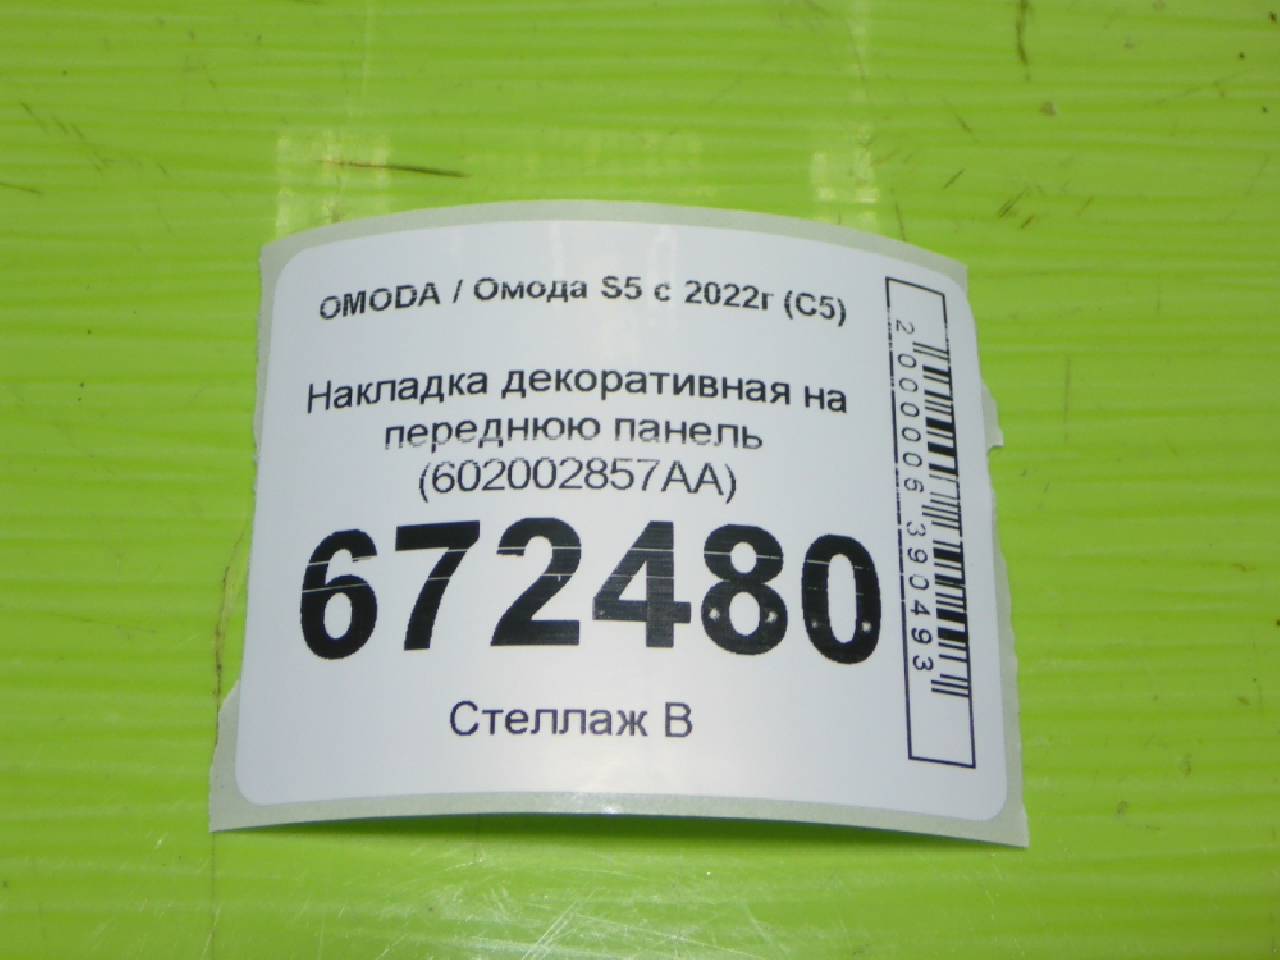 OMODA / Омода S5 с 2022г (C5)
Накладка декоративная на
переднюю панель
(602002857AA)
672480
Стеллаж В
2000006390493